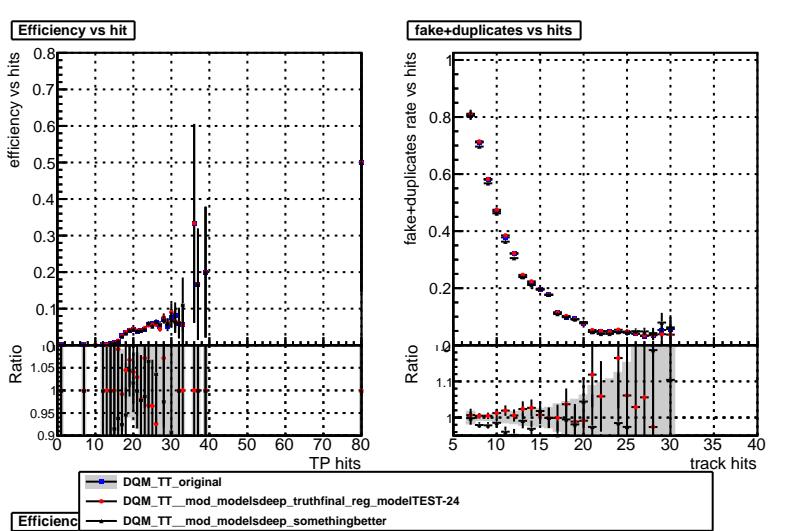 Efficiency vs hit
fake+duplicates vs hits
efficiency vs hits
0.8
0.7
0.6
0.5
0.4
0.3
0.2
0.1
0
Ratio
1.05
1
0.95
0.9
0 10 20 30 40 50 60 70 80
TP hits
fake+duplicates rate vs hits
1
0.8
0.6
0.4
0.2
Ratio
1.1
1
5 10 15 20 25 30 35 40
track hits
DQM_TT_original
DQM_TT__mod_modelsdeep_truthfinal_reg_modelTEST-24
DQM_TT__mod_modelsdeep_somethingbetter
Efficienc